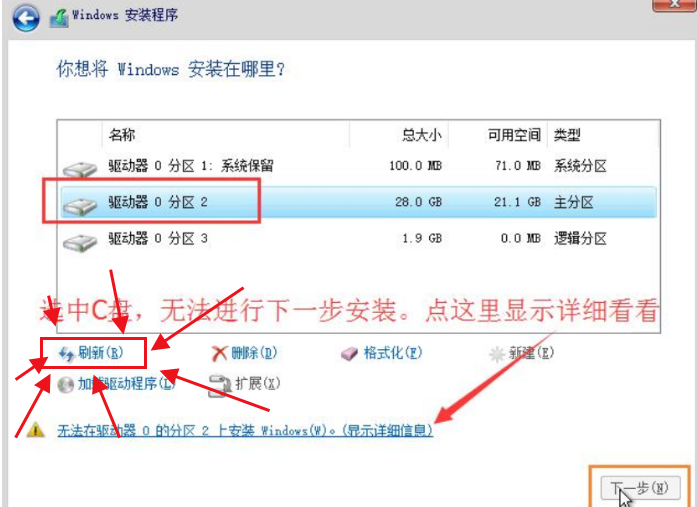 Windows 安装程序
你想将 Windows 安装在哪里?
名称 总大小 可用空间 类型
驱动器 0 分区 1: 系统保留 100.0 MB 71.0 MB 系统分区
驱动器 0 分区 2 28.0 GB 21.1 GB 主分区
驱动器 0 分区 3 1.9 GB 0.0 MB 逻辑分区
选中C盘，无法进行下一步安装。点这里显示详细看看
刷新(R) 删除(D) 格式化(F) 新建(E)
加载驱动程序(L) 扩展(X)
无法在驱动器 0 的分区 2 上安装 Windows(W)。(显示详细信息)
下一步(N)